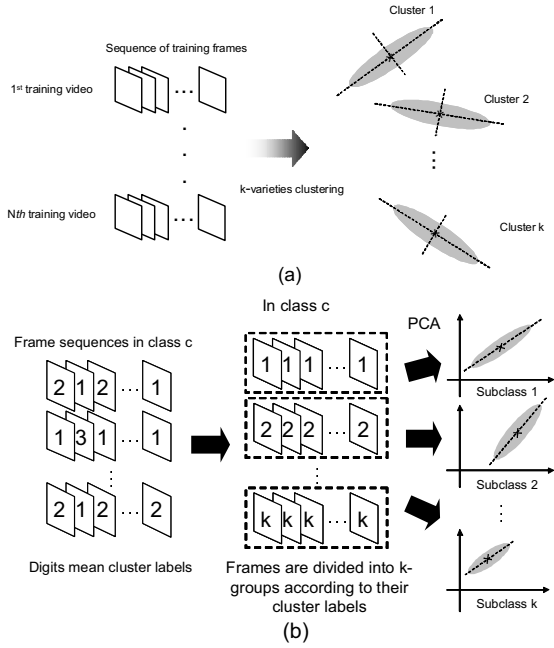 Cluster 1
Sequence of training frames
1st training video
Cluster 2
k-varieties clustering
Nth training video
Cluster k
(a)
In class c
PCA
Frame sequences in class c
2 1 2 1
1 1 1 1
Subclass 1
1 3 1 1
2 2 2 2
Subclass 2
2 1 2 2
k k k k
Digits mean cluster labels
Frames are divided into k-
groups according to their
cluster labels
Subclass k
(b)